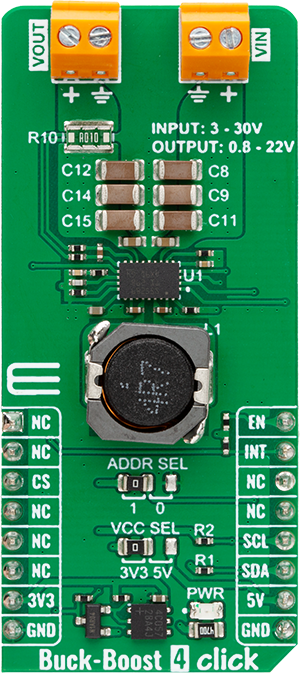 VOUT
VIN
R10
R010
INPUT: 3 - 30V
OUTPUT: 0.8 - 22V
C12
C8
C14
C9
C15
C11
U1
L1
NC
EN
NC
INT
CS
NC
NC
NC
NC
SCL
NC
SDA
3V3
5V
GND
GND
ADDR SEL
1 0
VCC SEL
3V3 5V
R2
R1
PWR
Buck-Boost 4 click